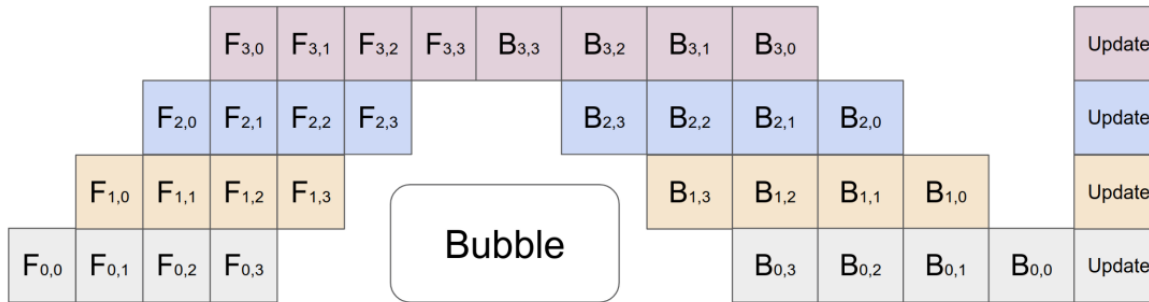 F3,0 F3,1 F3,2 F3,3 B3,3 B3,2 B3,1 B3,0 Update
F2,0 F2,1 F2,2 F2,3 B2,3 B2,2 B2,1 B2,0 Update
F1,0 F1,1 F1,2 F1,3 B1,3 B1,2 B1,1 B1,0 Update
Bubble
F0,0 F0,1 F0,2 F0,3 B0,3 B0,2 B0,1 B0,0 Update